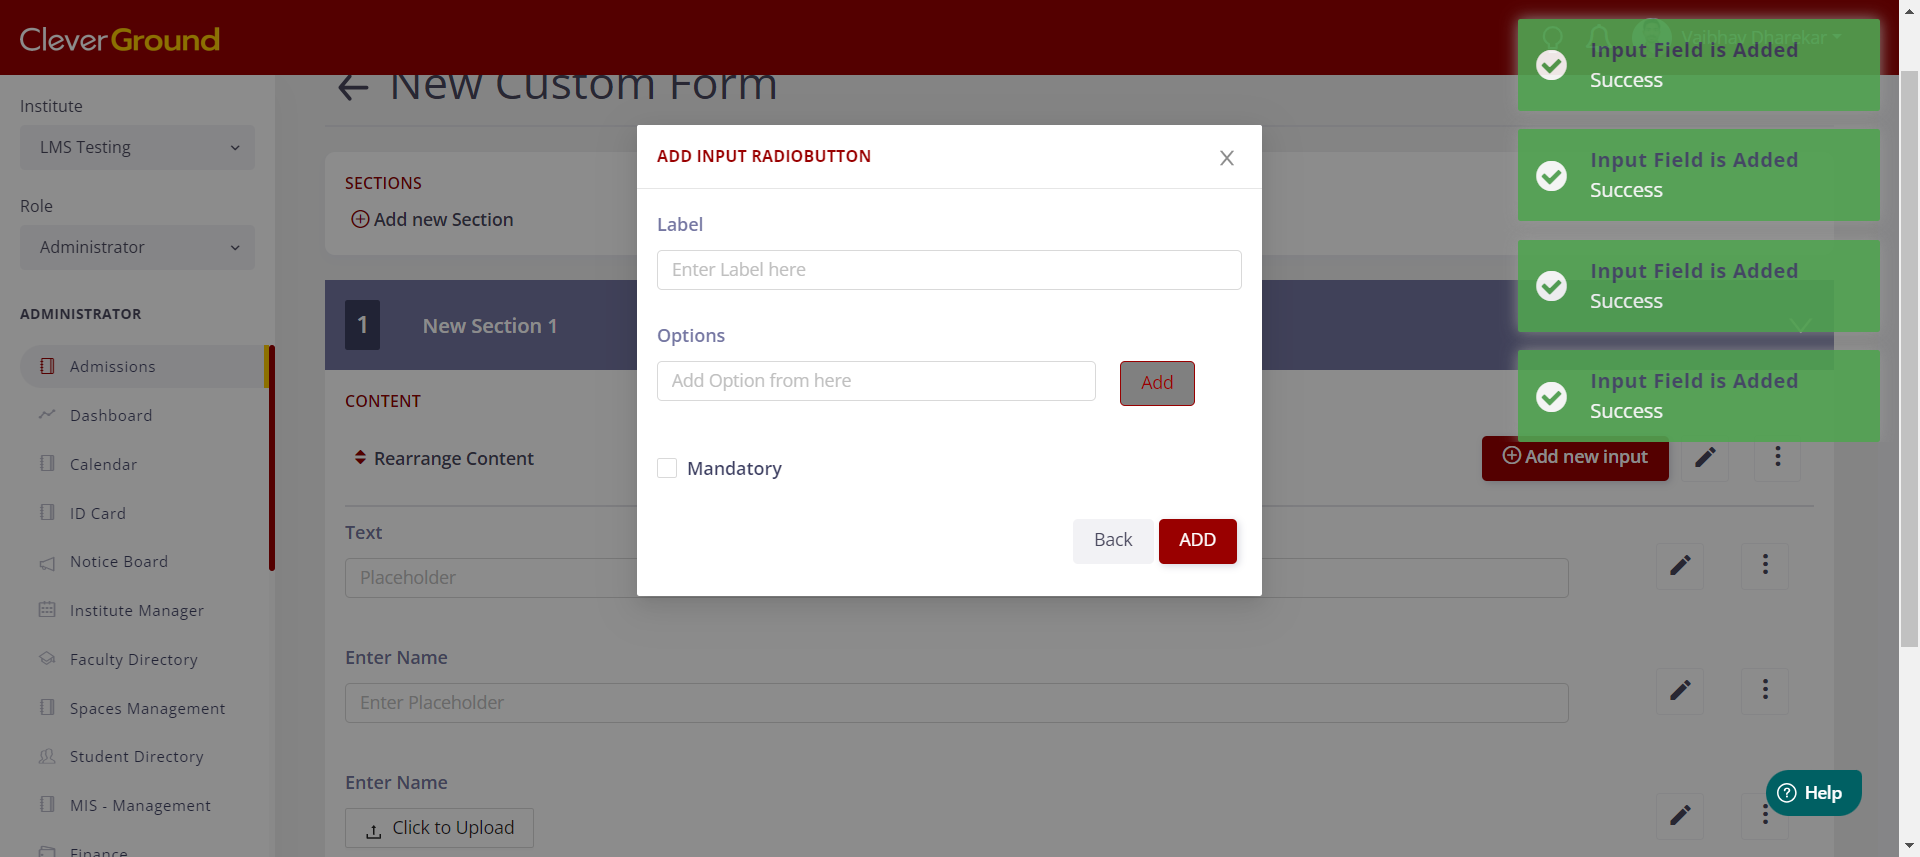 CleverGround
Vaibhav Dharekar
Institute
LMS Testing
Role
Administrator
ADMINISTRATOR
Admissions
Dashboard
Calendar
ID Card
Notice Board
Institute Manager
Faculty Directory
Spaces Management
Student Directory
MIS - Management
Finance
New Custom Form
SECTIONS
Add new Section
1
New Section 1
CONTENT
Rearrange Content
Add new input
Text
Placeholder
Enter Name
Enter Placeholder
Enter Name
Click to Upload
ADD INPUT RADIOBUTTON
Label
Enter Label here
Options
Add Option from here
Add
Mandatory
Back
ADD
Input Field is Added
Success
Input Field is Added
Success
Input Field is Added
Success
Input Field is Added
Success
Help